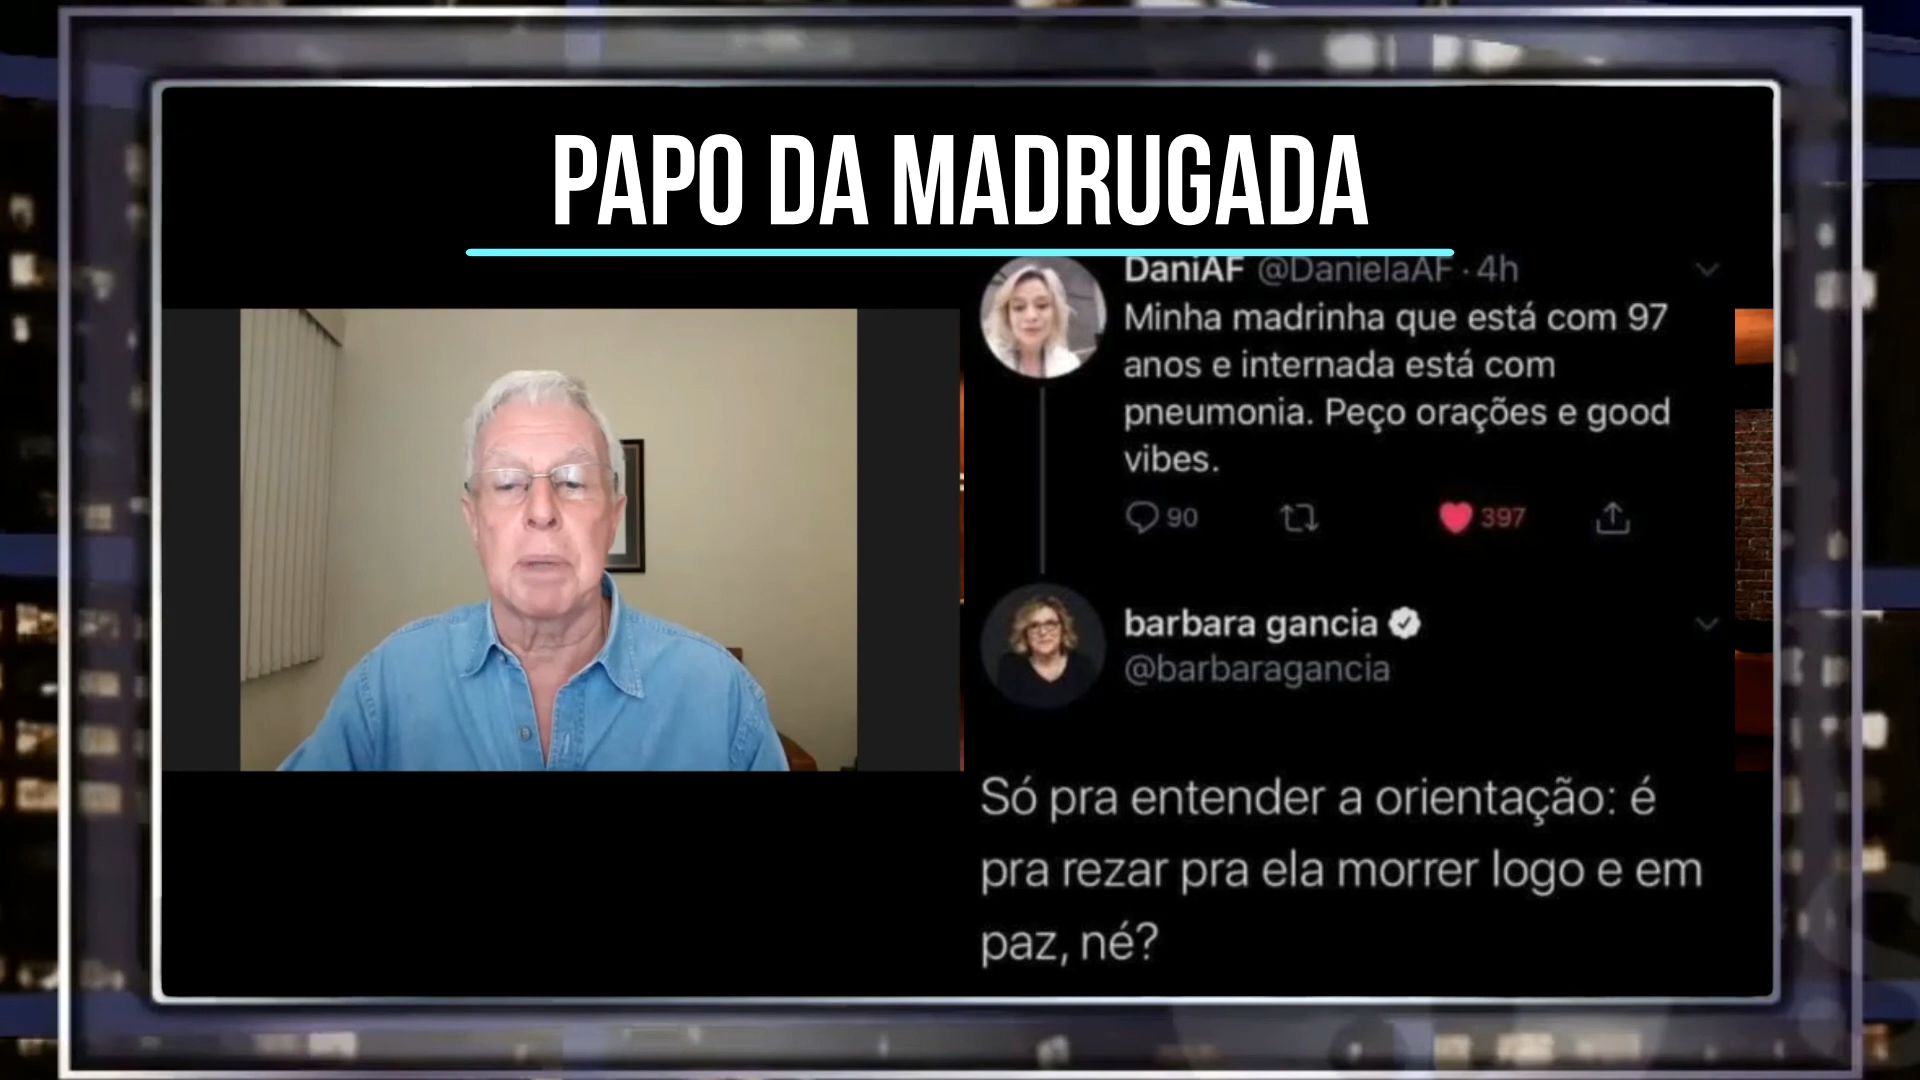 PAPO DA MADRUGADA
DaniAF @DanielaAF · 4h
Minha madrinha que está com 97
anos e internada está com
pneumonia. Peço orações e good
vibes.
90 397
barbara gancia
@barbaragancia
Só pra entender a orientação: é
pra rezar pra ela morrer logo e em
paz, né?